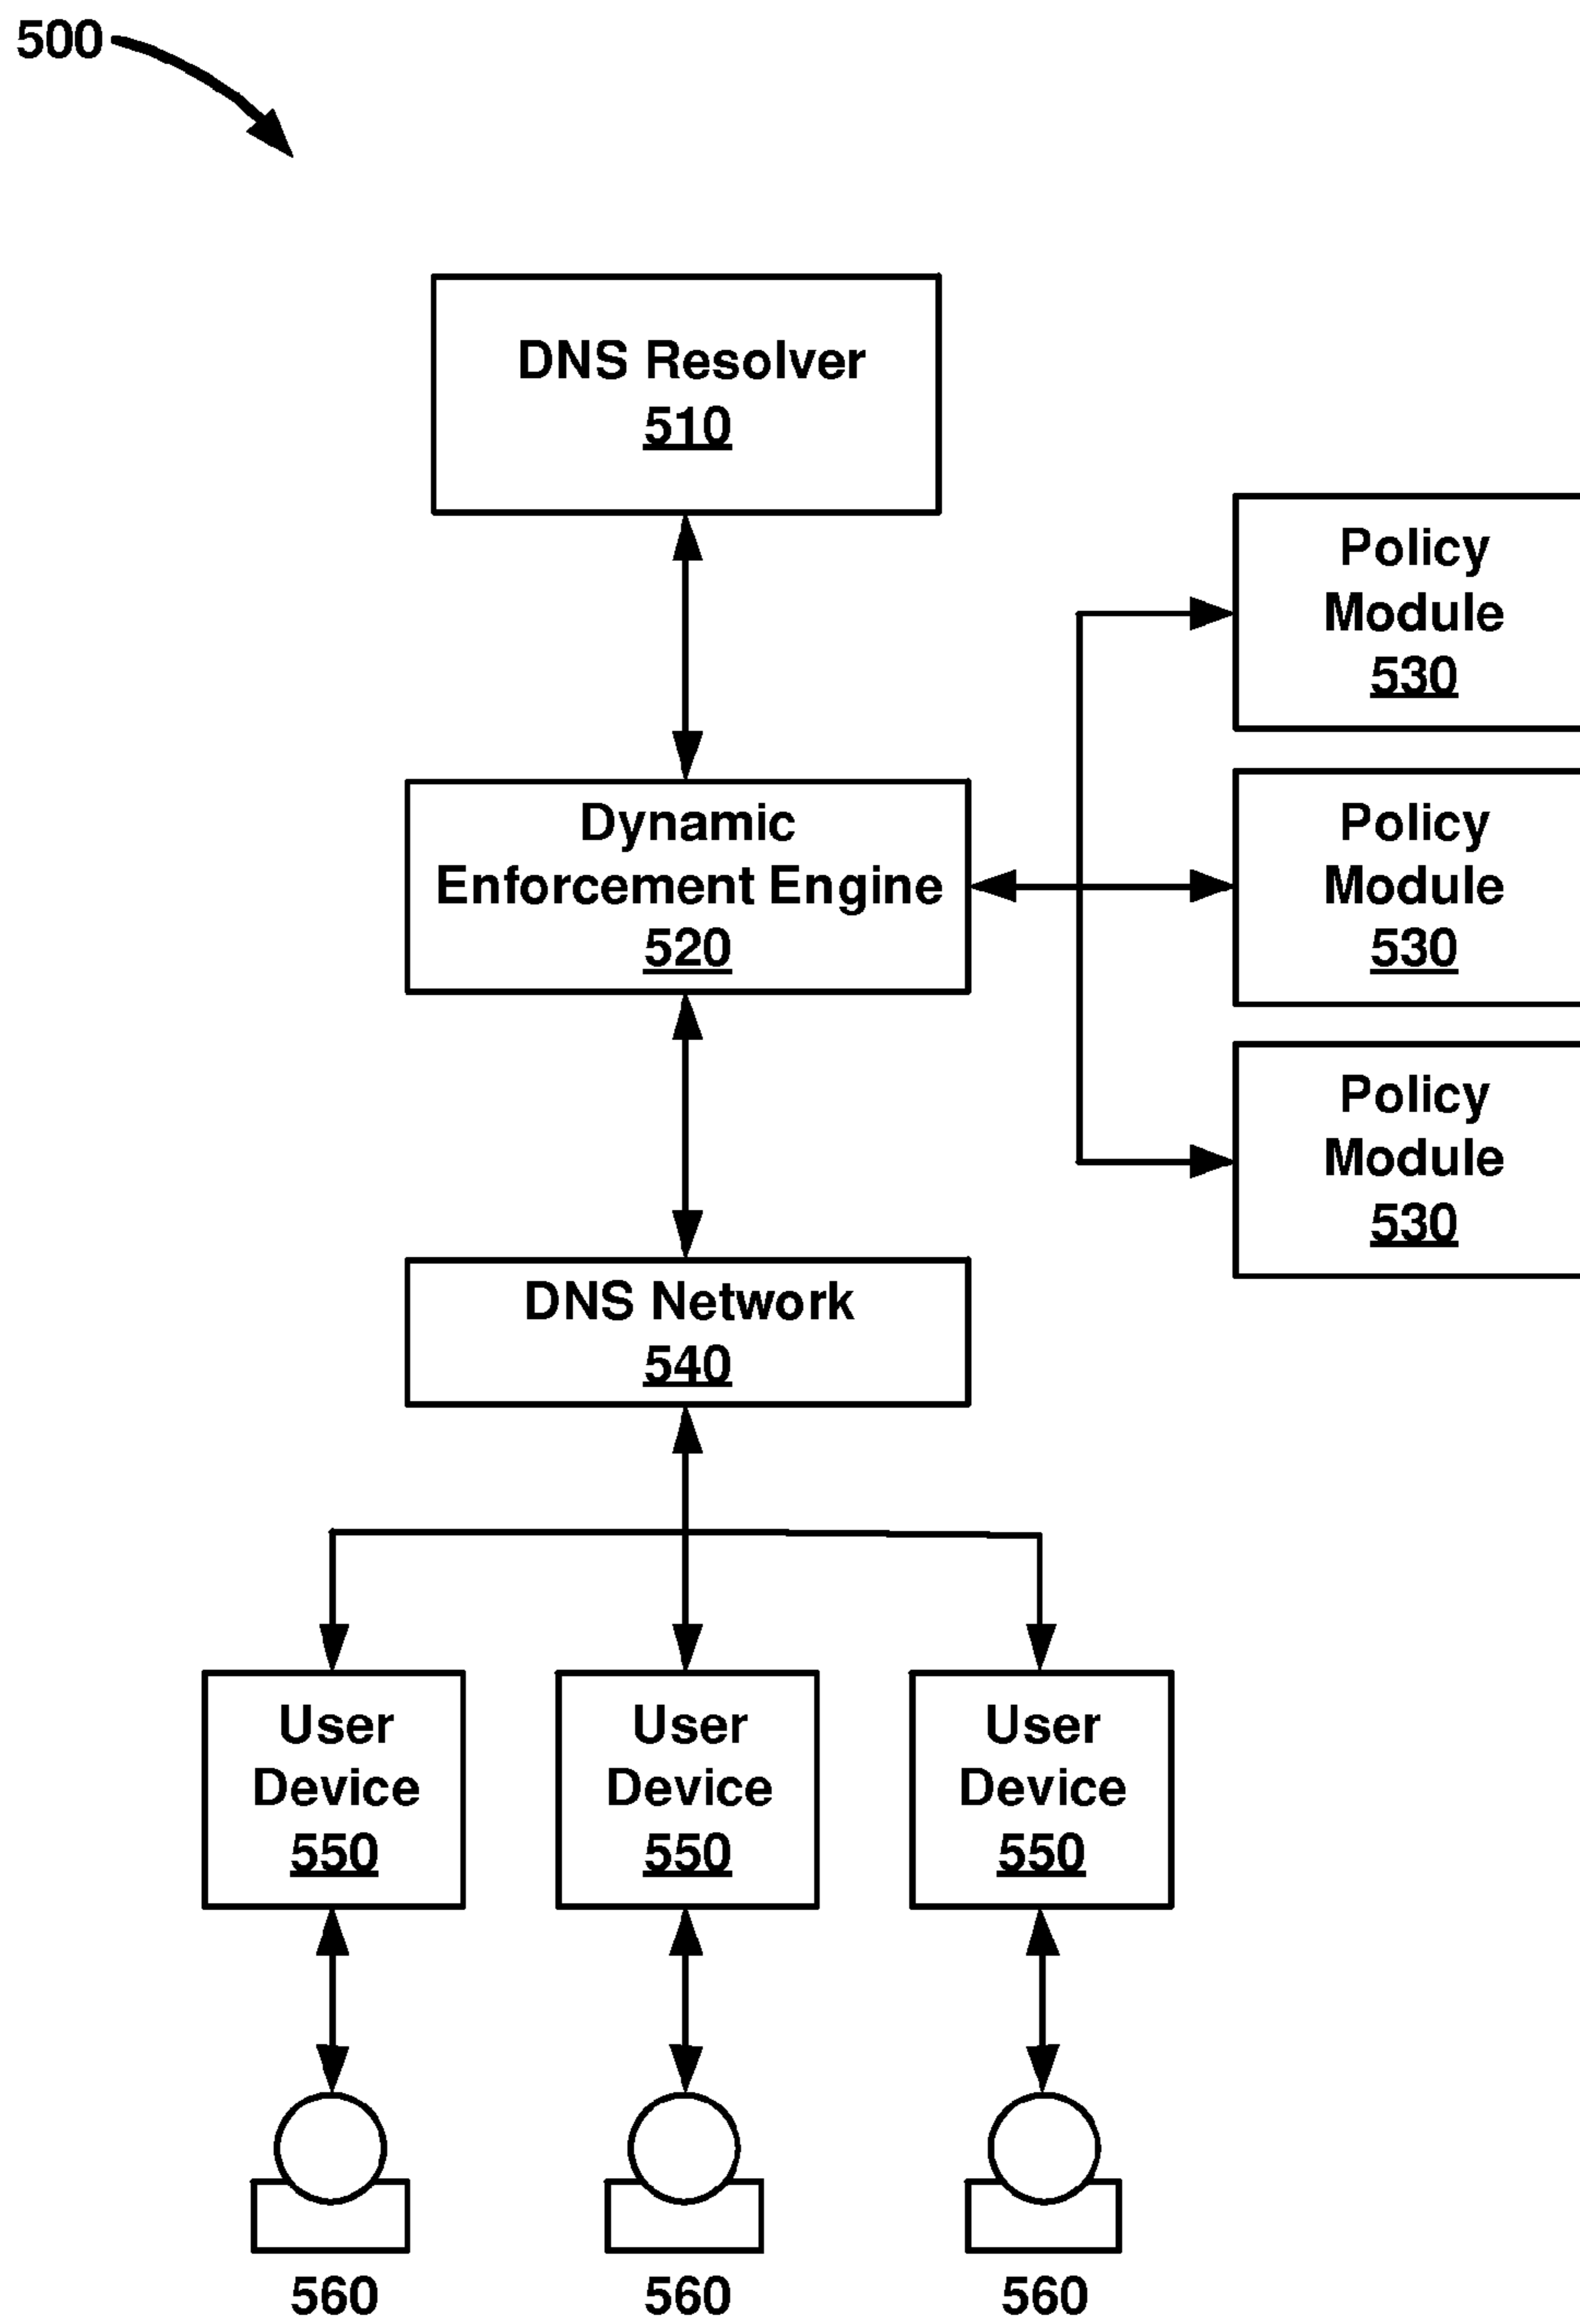 500
DNS Resolver
510
Policy
Module
530
Dynamic
Enforcement Engine
520
Policy
Module
530
Policy
Module
530
DNS Network
540
User
Device
550
User
Device
550
User
Device
550
560
560
560